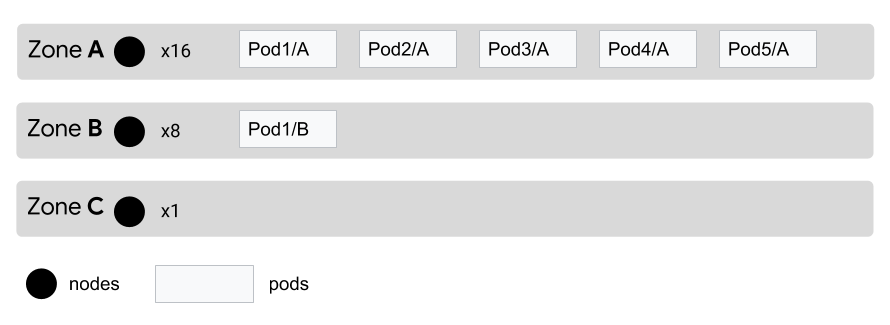 Zone A x16 Pod1/A Pod2/A Pod3/A Pod4/A Pod5/A
Zone B x8 Pod1/B
Zone C x1
nodes pods